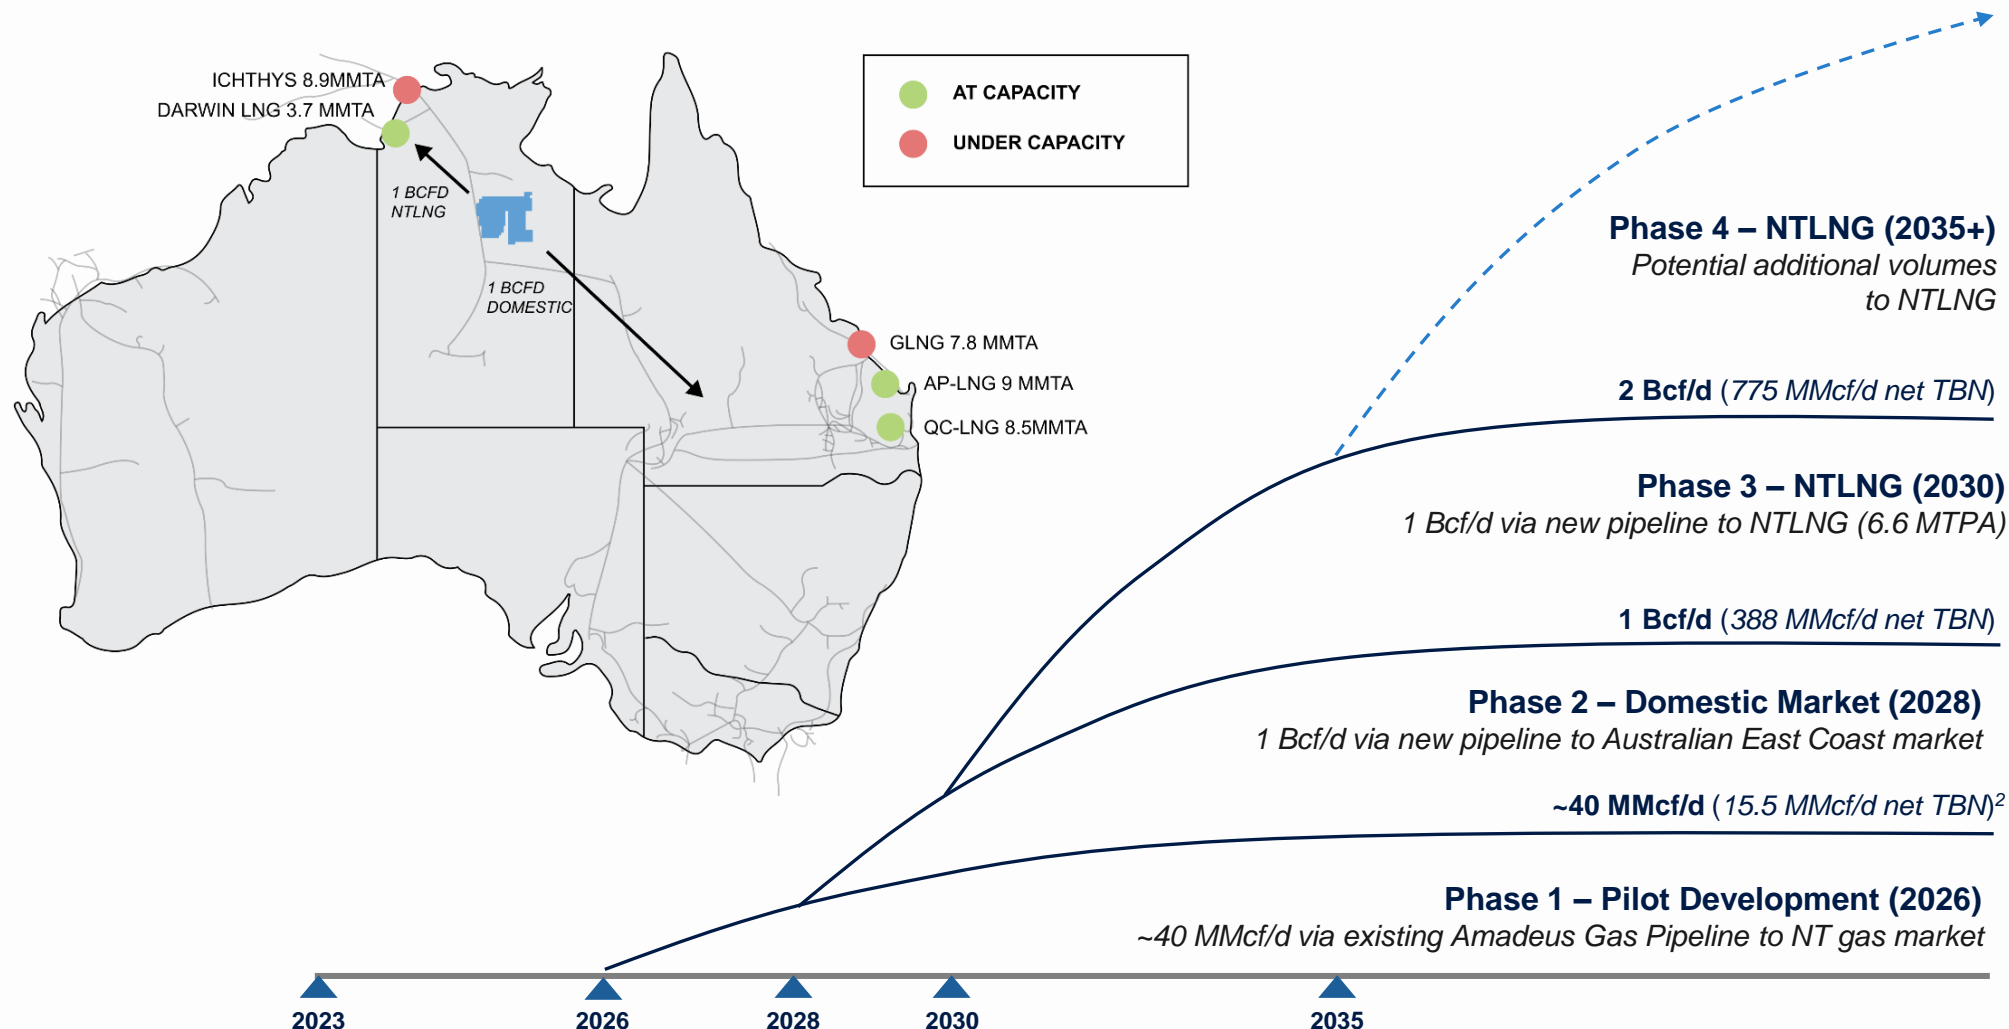 ICHTHYS 8.9MMTA
DARWIN LNG 3.7 MMTA
AT CAPACITY
UNDER CAPACITY
1 BCFD
NTLNG
1 BCFD
DOMESTIC
GLNG 7.8 MMTA
AP-LNG 9 MMTA
QC-LNG 8.5MMTA
Phase 4 – NTLNG (2035+)
Potential additional volumes
to NTLNG
2 Bcf/d (775 MMcf/d net TBN)
Phase 3 – NTLNG (2030)
1 Bcf/d via new pipeline to NTLNG (6.6 MTPA)
1 Bcf/d (388 MMcf/d net TBN)
Phase 2 – Domestic Market (2028)
1 Bcf/d via new pipeline to Australian East Coast market
~40 MMcf/d (15.5 MMcf/d net TBN)²
Phase 1 – Pilot Development (2026)
~40 MMcf/d via existing Amadeus Gas Pipeline to NT gas market
2023
2026
2028
2030
2035